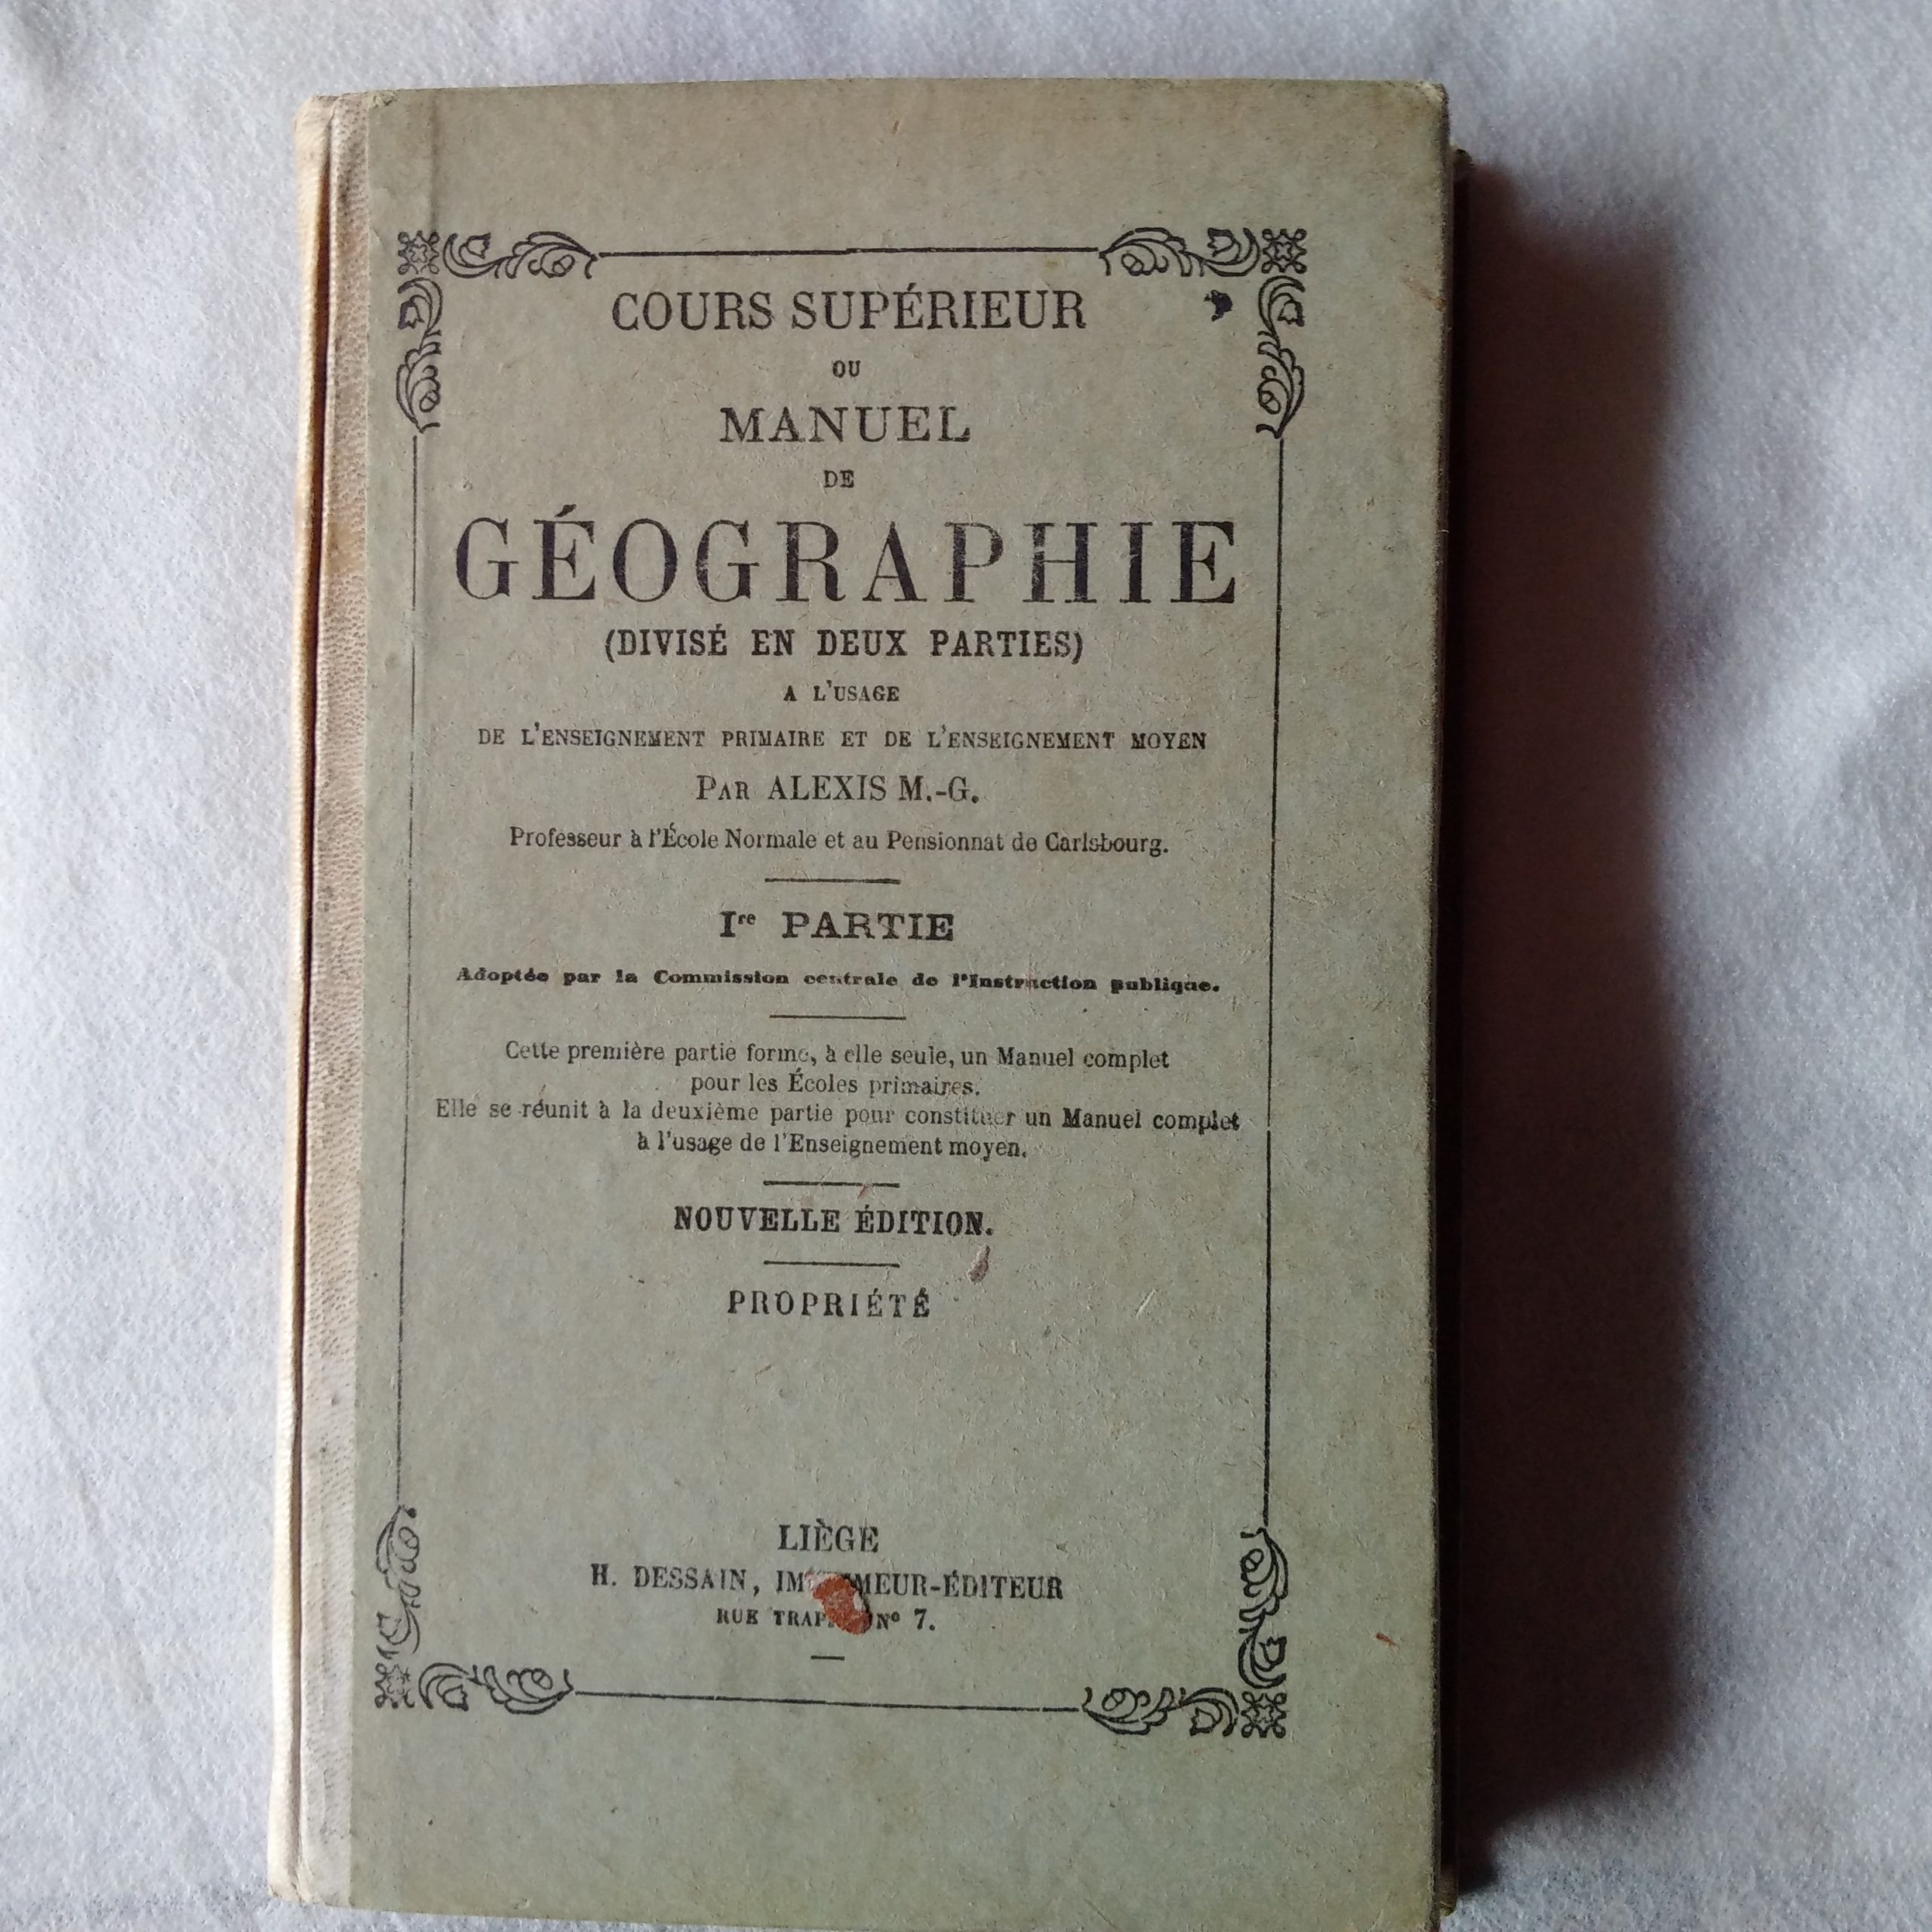 COURS SUPÉRIEUR
OU
MANUEL
DE
GÉOGRAPHIE
(DIVISÉ EN DEUX PARTIES)
A L'USAGE
DE L'ENSEIGNEMENT PRIMAIRE ET DE L'ENSEIGNEMENT MOYEN
PAR ALEXIS M.-G.
Professeur à l'École Normale et au Pensionnat de Carlsbourg.
Ire PARTIE
Adoptée par la Commission centrale de l'Instruction publique.
Cette première partie forme, à elle seule, un Manuel complet
pour les Écoles primaires.
Elle se réunit à la deuxième partie pour constituer un Manuel complet
à l'usage de l'Enseignement moyen.
NOUVELLE ÉDITION.
PROPRIÉTÉ
LIÈGE
H. DESSAIN, IMPRIMEUR-ÉDITEUR
RUE No 7.